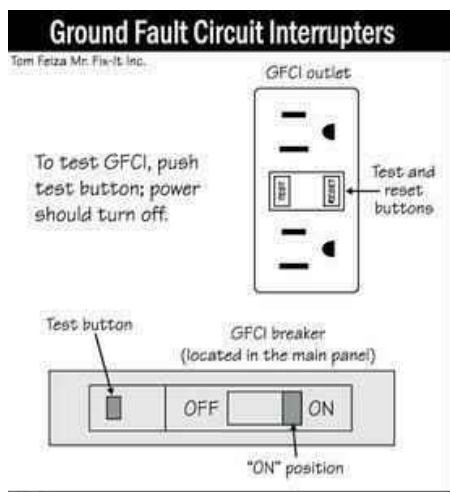 Ground Fault Circuit Interrupters
Tom Feiza Mr. Fix-It Inc.
GFCI outlet
To test GFCI, push
test button; power
should turn off.
TEST
RESET
Test and
reset
buttons
Test button
GFCI breaker
(located in the main panel)
OFF
ON
"ON" position